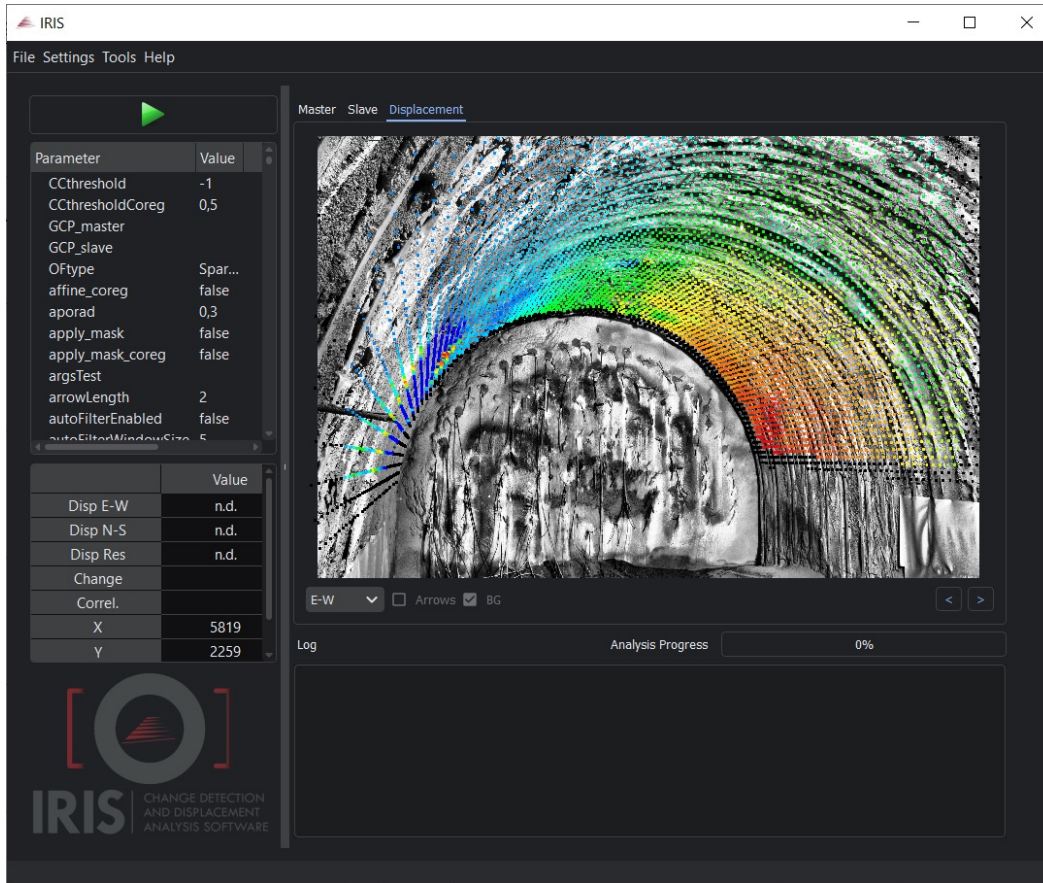 IRIS
File Settings Tools Help
Parameter Value
CCthreshold -1
CCthresholdCoreg 0,5
GCP_master
GCP_slave
OFtype Spar...
affine_coreg false
aporad 0,3
apply_mask false
apply_mask_coreg false
argsTest
arrowLength 2
autoFilterEnabled false
autoFilterWindowSize 5
Value
Disp E-W n.d.
Disp N-S n.d.
Disp Res n.d.
Change
Correl.
X 5819
Y 2259
IRIS
CHANGE DETECTION
AND DISPLACEMENT
ANALYSIS SOFTWARE
Master Slave Displacement
E-W Arrows BG < >
Log Analysis Progress 0%